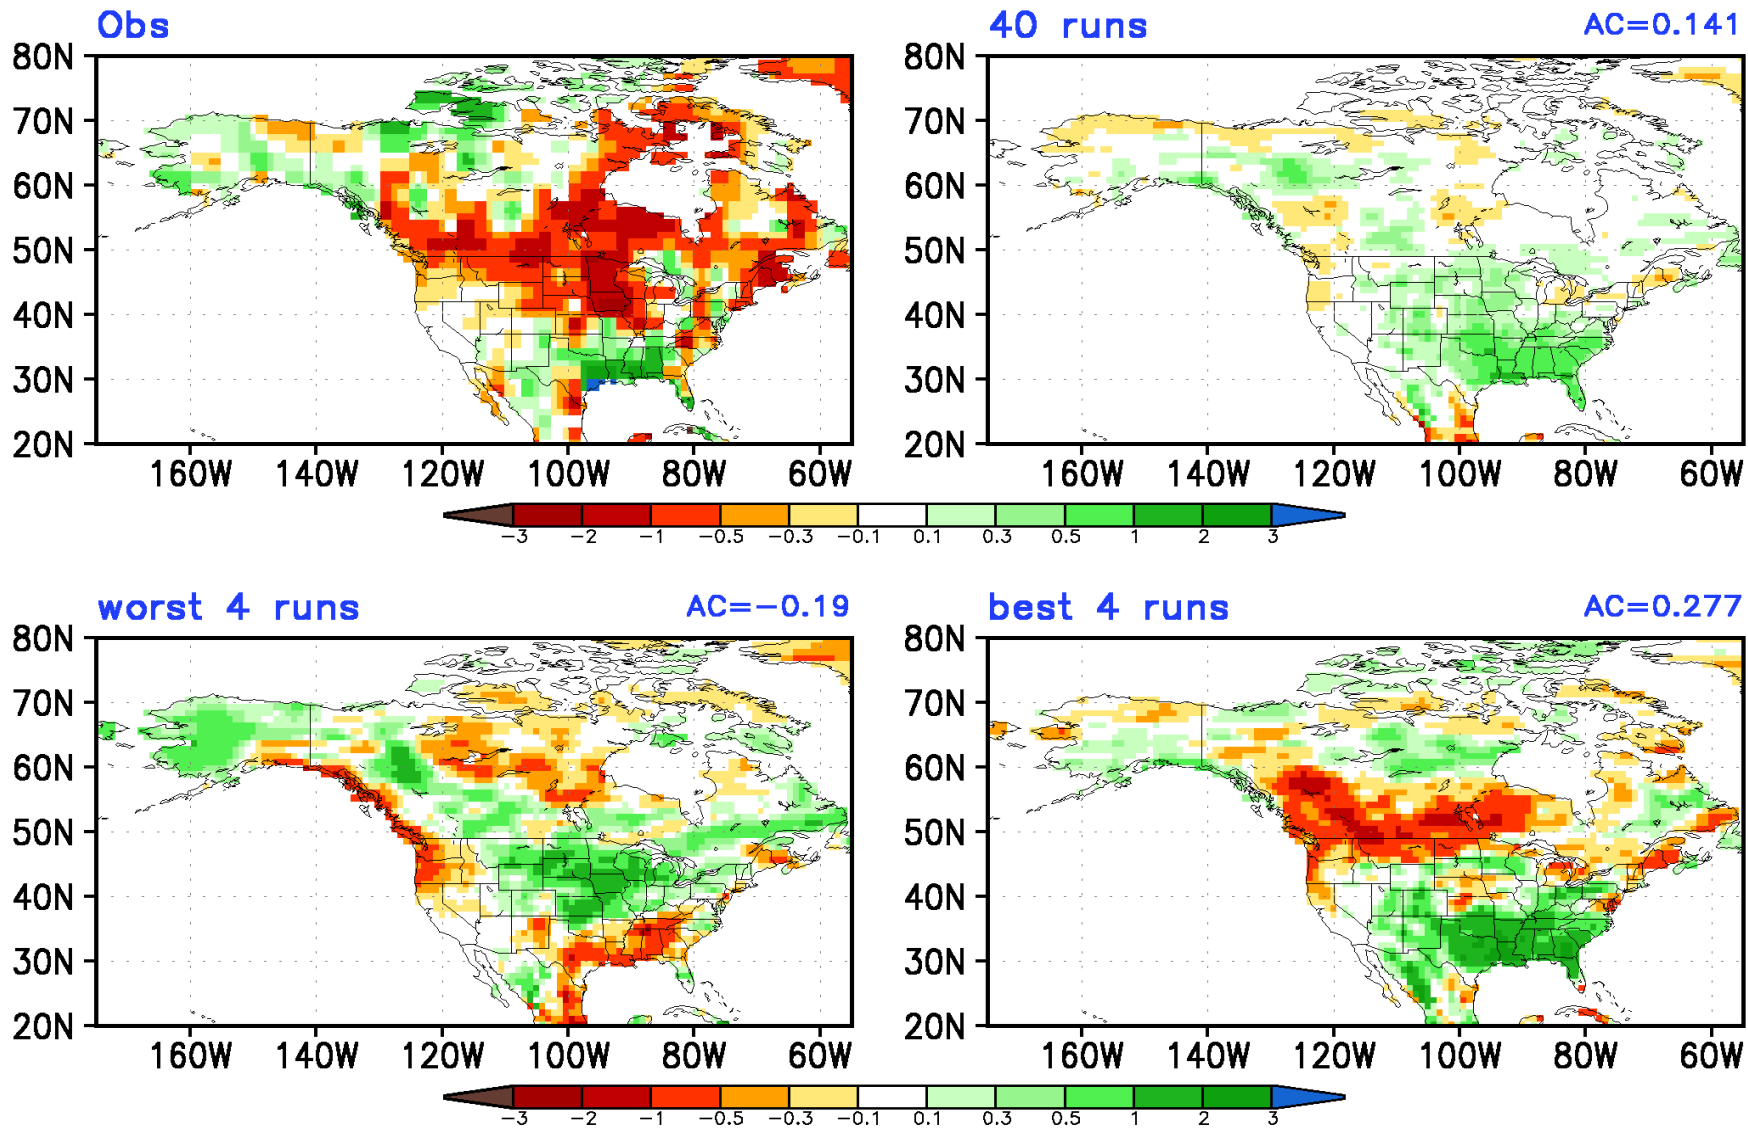 Obs
40 runs AC=0.141
80N 80N
70N 70N
60N 60N
50N 50N
40N 40N
30N 30N
20N 20N
160W 140W 120W 100W 80W 60W 160W 140W 120W 100W 80W 60W
-3 -2 -1 -0.5 -0.3 -0.1 0.1 0.3 0.5 1 2 3
worst 4 runs AC=-0.19
best 4 runs AC=0.277
80N 80N
70N 70N
60N 60N
50N 50N
40N 40N
30N 30N
20N 20N
160W 140W 120W 100W 80W 60W 160W 140W 120W 100W 80W 60W
-3 -2 -1 -0.5 -0.3 -0.1 0.1 0.3 0.5 1 2 3